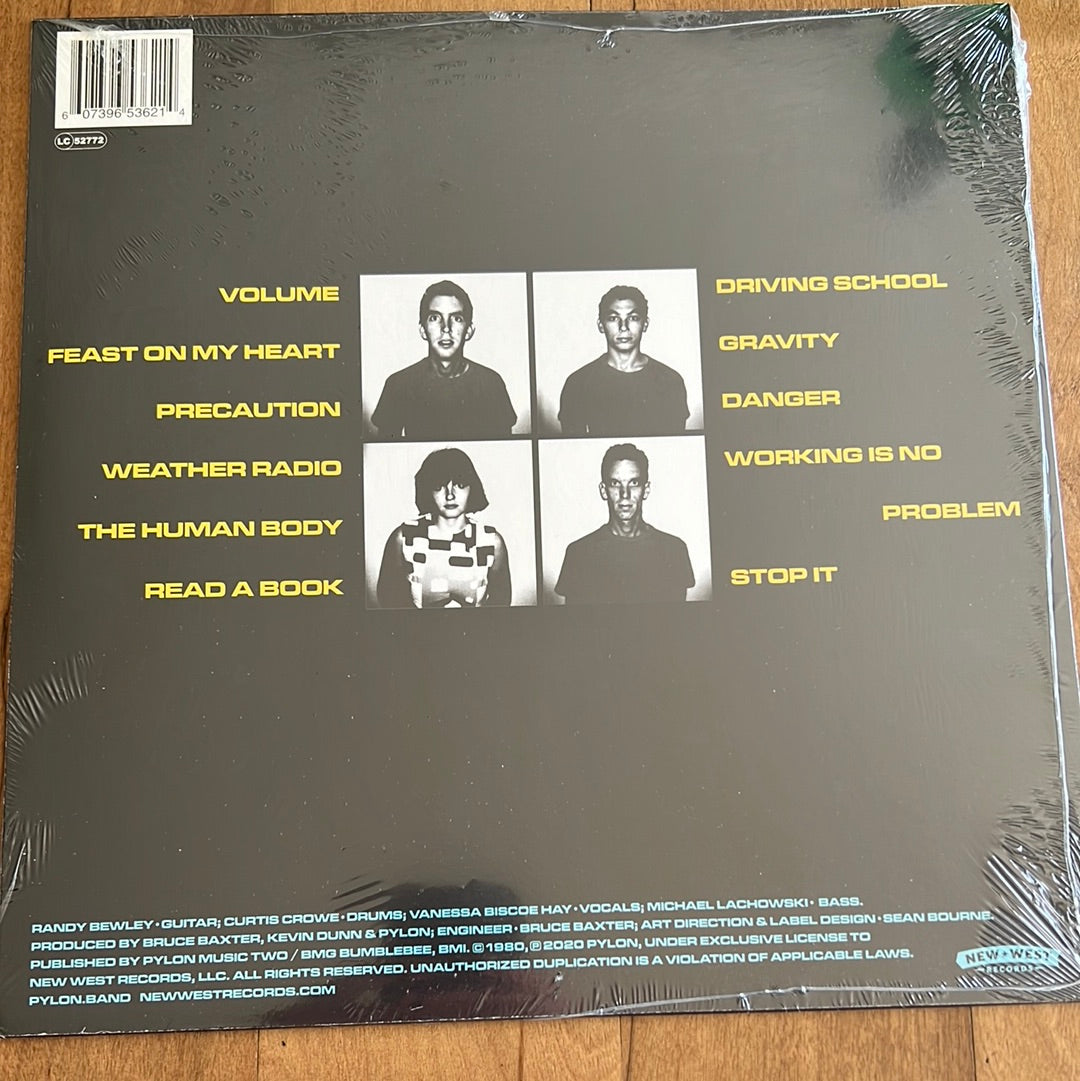 6 07396 53621 4
LC 52772
VOLUME
FEAST ON MY HEART
PRECAUTION
WEATHER RADIO
THE HUMAN BODY
READ A BOOK
DRIVING SCHOOL
GRAVITY
DANGER
WORKING IS NO
PROBLEM
STOP IT
RANDY BEWLEY · GUITAR; CURTIS CROWE · DRUMS; VANESSA BISCOE HAY · VOCALS; MICHAEL LACHOWSKI · BASS.
PRODUCED BY BRUCE BAXTER, KEVIN DUNN & PYLON; ENGINEER · BRUCE BAXTER; ART DIRECTION & LABEL DESIGN · SEAN BOURNE.
PUBLISHED BY PYLON MUSIC TWO / BMG BUMBLEBEE, BMI. © 1980, ℗ 2020 PYLON, UNDER EXCLUSIVE LICENSE TO
NEW WEST RECORDS, LLC. ALL RIGHTS RESERVED. UNAUTHORIZED DUPLICATION IS A VIOLATION OF APPLICABLE LAWS.
PYLON.BAND NEWWESTRECORDS.COM
NEW WEST
RECORDS